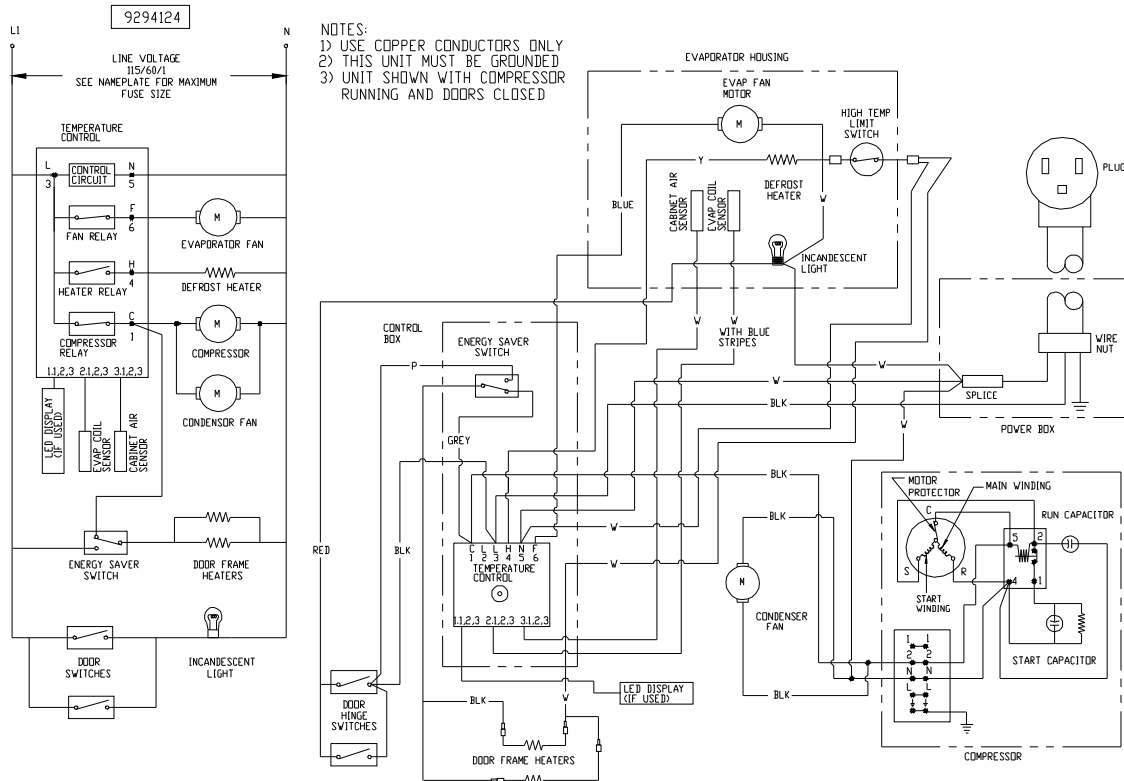 9294124
L1
N
LINE VOLTAGE
115/60/1
SEE NAMEPLATE FOR MAXIMUM
FUSE SIZE
NOTES:
1) USE COPPER CONDUCTORS ONLY
2) THIS UNIT MUST BE GROUNDED
3) UNIT SHOWN WITH COMPRESSOR
RUNNING AND DOORS CLOSED
TEMPERATURE
CONTROL
L
3
CONTROL
CIRCUIT
N
5
FAN RELAY
F
6
M
EVAPORATOR FAN
HEATER RELAY
H
4
DEFROST HEATER
COMPRESSOR
RELAY
C
1
M
COMPRESSOR
M
CONDENSOR FAN
1.1,2,3 2.1,2,3 3.1,2,3
LED DISPLAY
(IF USED)
EVAP COIL
SENSOR
CABINET AIR
SENSOR
ENERGY SAVER
SWITCH
DOOR FRAME
HEATERS
DOOR
SWITCHES
INCANDESCENT
LIGHT
EVAPORATOR HOUSING
EVAP FAN
MOTOR
M
HIGH TEMP
LIMIT
SWITCH
Y
DEFROST
HEATER
BLUE
CABINET AIR
SENSOR
EVAP COIL
SENSOR
W
INCANDESCENT
LIGHT
W
W
WITH BLUE
STRIPES
PLUG
WIRE
NUT
SPLICE
POWER BOX
W
W
BLK
W
CONTROL
BOX
ENERGY SAVER
SWITCH
P
GREY
RED
BLK
C L L H N F
1 2 3 4 5 6
TEMPERATURE
CONTROL
1.1,2,3 2.1,2,3 3.1,2,3
W
W
BLK
BLK
M
CONDENSER
FAN
BLK
LED DISPLAY
(IF USED)
DOOR
HINGE
SWITCHES
BLK
W
DOOR FRAME HEATERS
MOTOR
PROTECTOR
MAIN WINDING
C
S
R
START
WINDING
RUN CAPACITOR
5
2
4
1
START CAPACITOR
1 1
2 2
N N
L L
COMPRESSOR